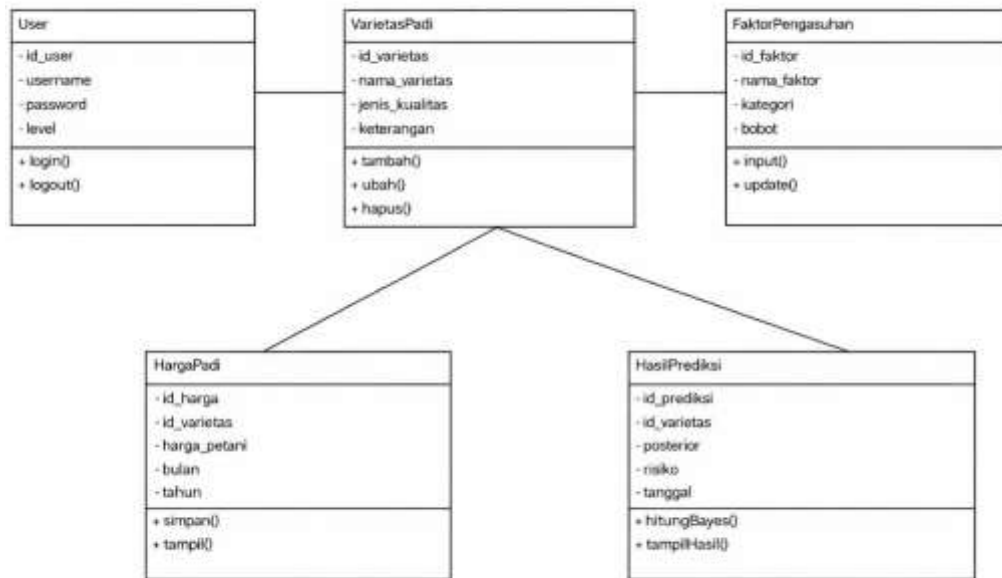 User
- id_user
- username
- password
- level
+ login()
+ logout()
VarietasPadi
- id_varietas
- nama_varietas
- jenis_kualitas
- keterangan
+ tambah()
+ ubah()
+ hapus()
FaktorPengasuhan
- id_faktor
- nama_faktor
- kategori
- bobot
+ input()
+ update()
HargaPadi
- id_harga
- id_varietas
- harga_petani
- bulan
- tahun
+ simpan()
+ tampil()
HasilPrediksi
- id_prediksi
- id_varietas
- posterior
- risiko
- tanggal
+ hitungBayes()
+ tampilHasil()